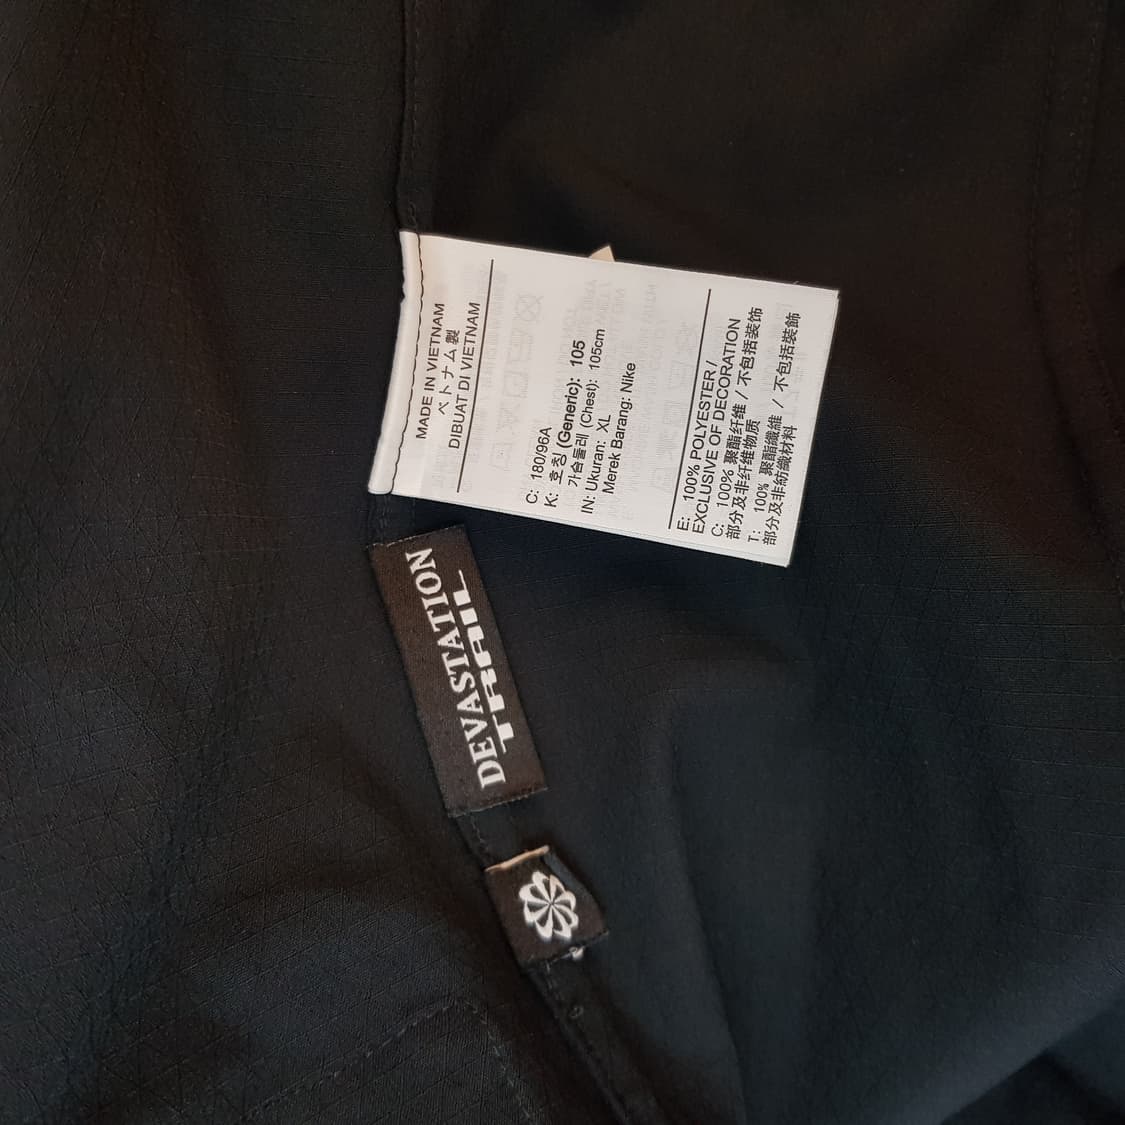 MADE IN VIETNAM
ベトナム製
DIBUAT DI VIETNAM
C: 180/96A
K: 호칭 (Generic): 105
가슴둘레 (Chest): 105cm
IN: Ukuran: XL
Merek Barang: Nike
E: 100% POLYESTER /
EXCLUSIVE OF DECORATION
C: 100% 聚酯纤维 / 不包括装饰
部分及非纤维物质
T: 100% 聚酯纖維 / 不包括裝飾
部分及非紡織材料
DEVASTATION
TRAIL